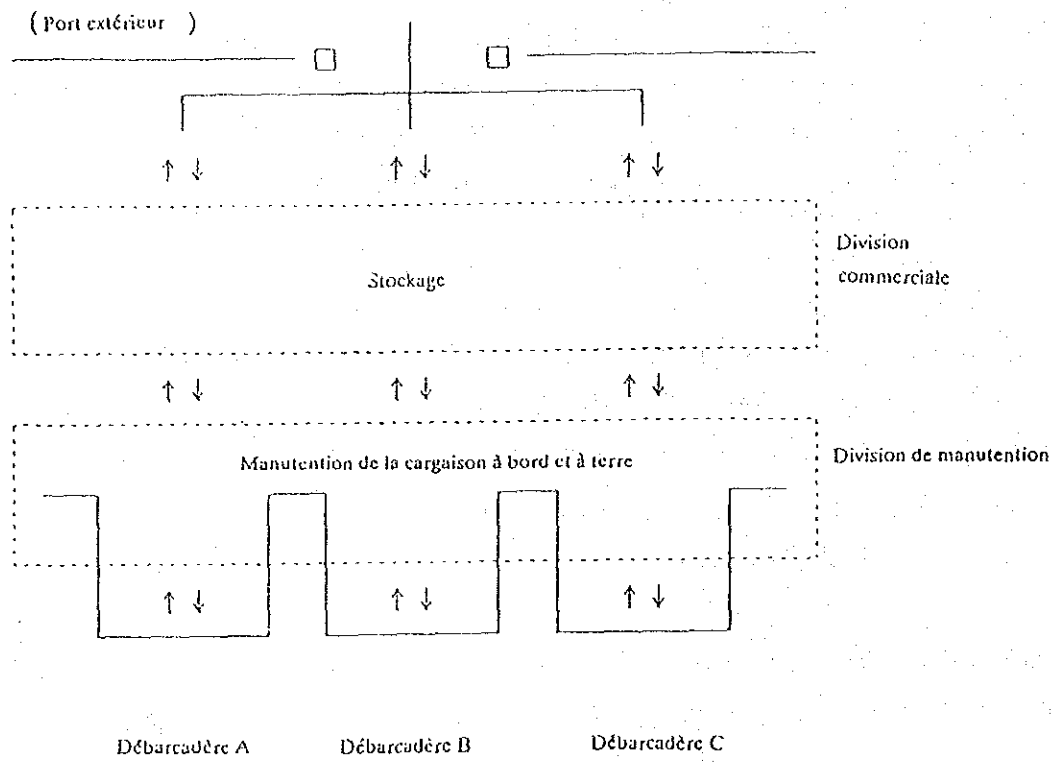 ( Port extérieur )
↑ ↓ ↑ ↓ ↑ ↓
Stockage
Division
commerciale
↑ ↓ ↑ ↓ ↑ ↓
Manutention de la cargaison à bord et à terre
Division de manutention
↑ ↓ ↑ ↓ ↑ ↓
Débarcadère A Débarcadère B Débarcadère C